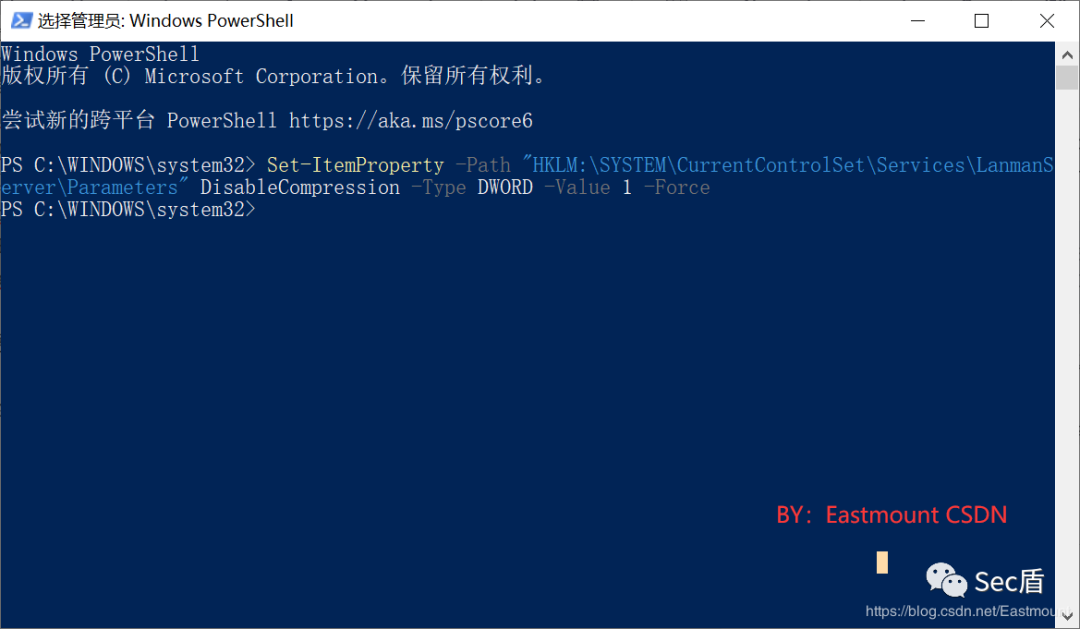 选择管理员: Windows PowerShell
Windows PowerShell
版权所有 (C) Microsoft Corporation。保留所有权利。
尝试新的跨平台 PowerShell https://aka.ms/pscore6
PS C:\WINDOWS\system32> Set-ItemProperty -Path "HKLM:\SYSTEM\CurrentControlSet\Services\LanmanS
erver\Parameters" DisableCompression -Type DWORD -Value 1 -Force
PS C:\WINDOWS\system32>
BY：Eastmount CSDN
Sec盾
https://blog.csdn.net/Eastmount